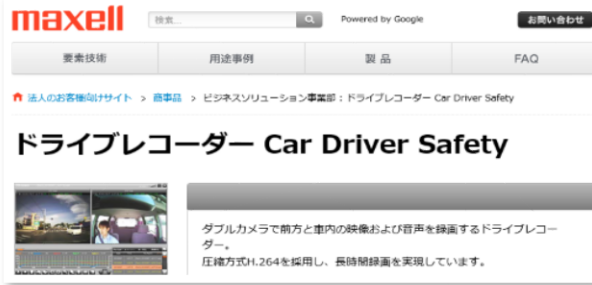 maxell
検索...
Powered by Google
お問い合わせ
要素技術
用途事例
製 品
FAQ
法人のお客様向けサイト > 商事品 > ビジネスソリューション事業部：ドライブレコーダー Car Driver Safety
ドライブレコーダー Car Driver Safety
ダブルカメラで前方と車内の映像および音声を録画するドライブレコー
ダー。
圧縮方式H.264を採用し、長時間録画を実現しています。